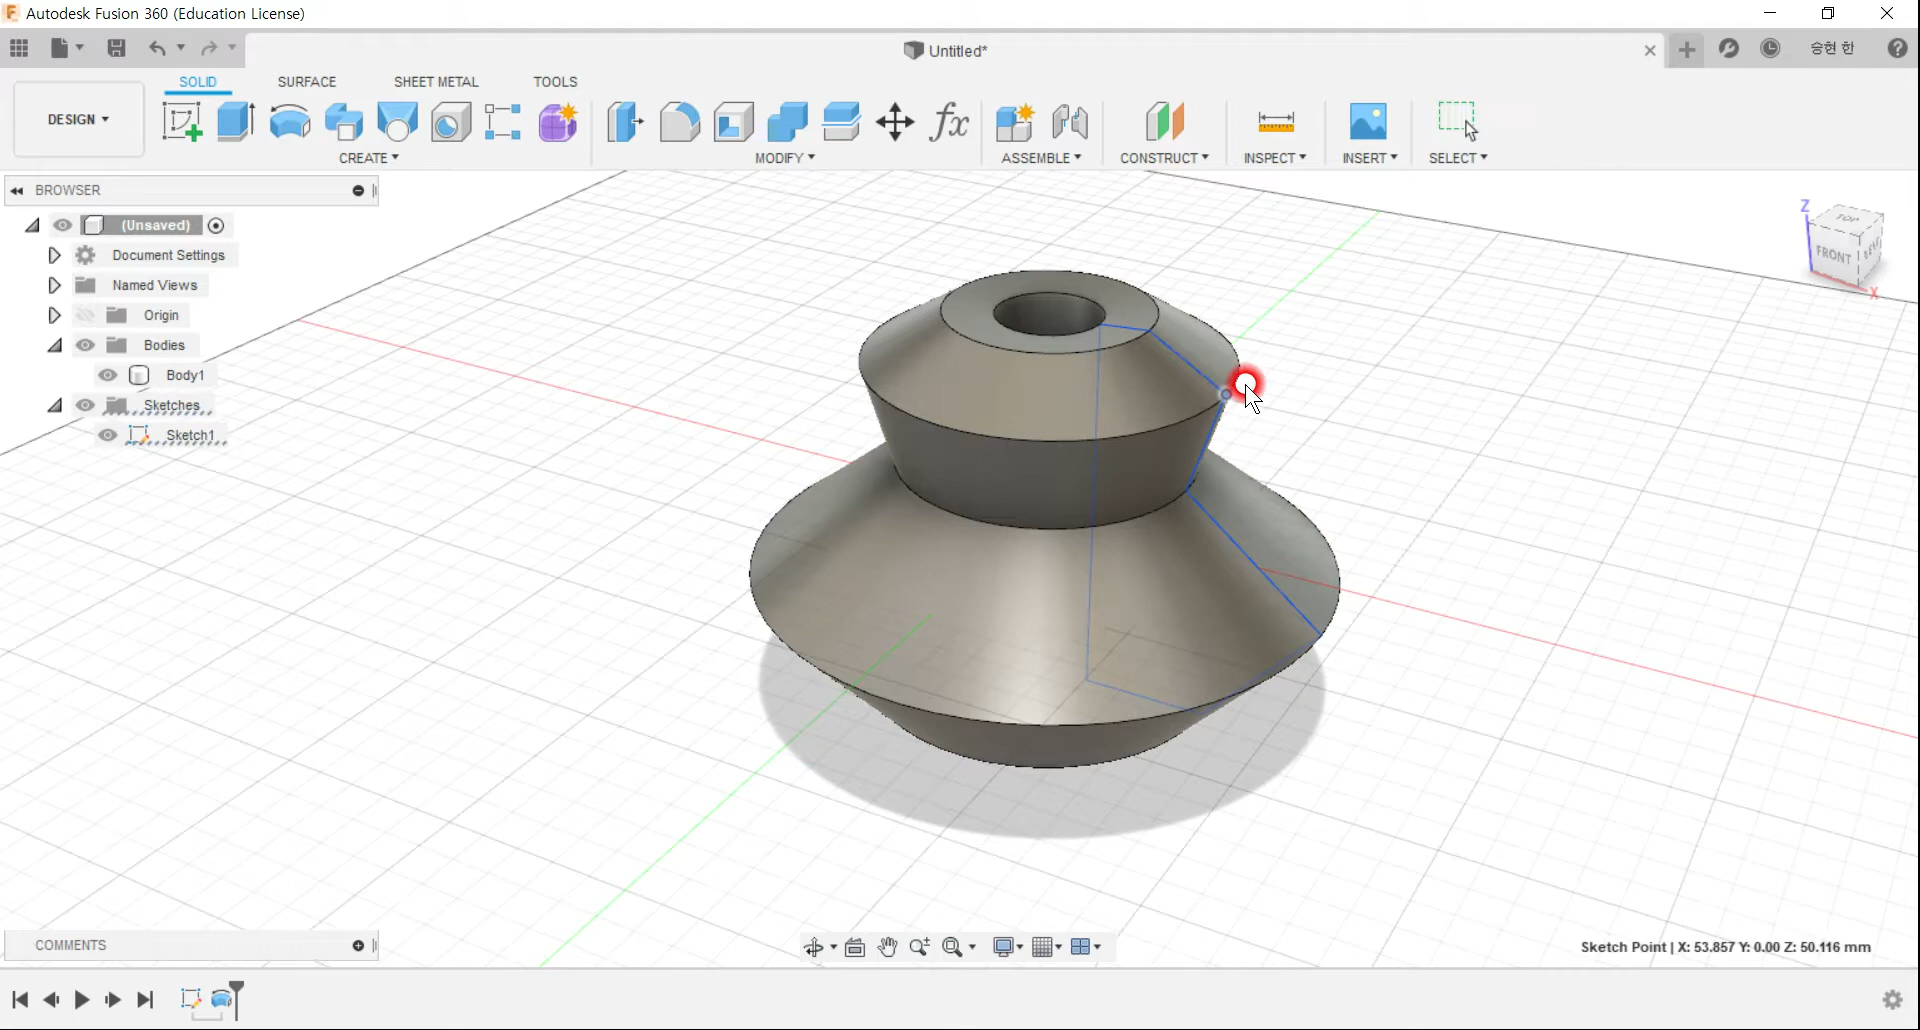 Autodesk Fusion 360 (Education License)
Untitled*
승현 한
SOLID SURFACE SHEET METAL TOOLS
DESIGN
CREATE MODIFY ASSEMBLE CONSTRUCT INSPECT INSERT SELECT
BROWSER
(Unsaved)
Document Settings
Named Views
Origin
Bodies
Body1
Sketches
Sketch1
Z
TOP
FRONT
X
COMMENTS
Sketch Point | X: 53.857 Y: 0.00 Z: 50.116 mm